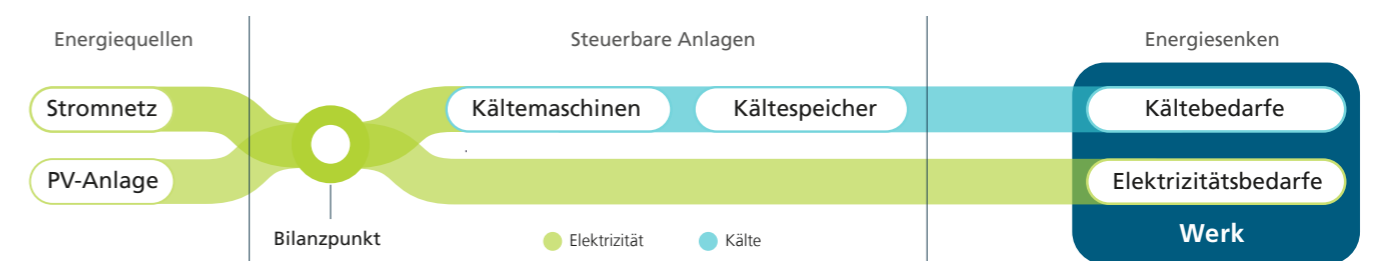 Energiequellen
Steuerbare Anlagen
Energiesenken
Stromnetz
Kältemaschinen
Kältespeicher
Kältebedarfe
PV-Anlage
Elektrizitätsbedarfe
Bilanzpunkt
Elektrizität
Kälte
Werk